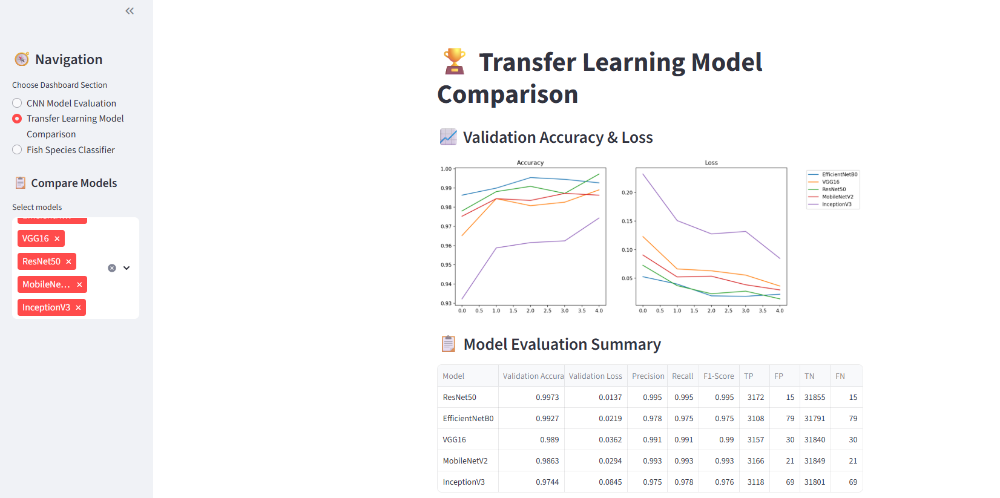 Navigation
Choose Dashboard Section
CNN Model Evaluation
Transfer Learning Model
Comparison
Fish Species Classifier
Compare Models
Select models
VGG16
ResNet50
MobileNe...
InceptionV3
Transfer Learning Model
Comparison
Validation Accuracy & Loss
Accuracy
1.00
0.99
0.98
0.97
0.96
0.95
0.94
0.93
0.0 0.5 1.0 1.5 2.0 2.5 3.0 3.5 4.0
Loss
0.20
0.15
0.10
0.05
0.0 0.5 1.0 1.5 2.0 2.5 3.0 3.5 4.0
EfficientNetB0
VGG16
ResNet50
MobileNetV2
InceptionV3
Model Evaluation Summary
Model Validation Accura Validation Loss Precision Recall F1-Score TP FP TN FN
ResNet50 0.9973 0.0137 0.995 0.995 0.995 3172 15 31855 15
EfficientNetB0 0.9927 0.0219 0.978 0.975 0.975 3108 79 31791 79
VGG16 0.989 0.0362 0.991 0.991 0.99 3157 30 31840 30
MobileNetV2 0.9863 0.0294 0.993 0.993 0.993 3166 21 31849 21
InceptionV3 0.9744 0.0845 0.975 0.978 0.976 3118 69 31801 69